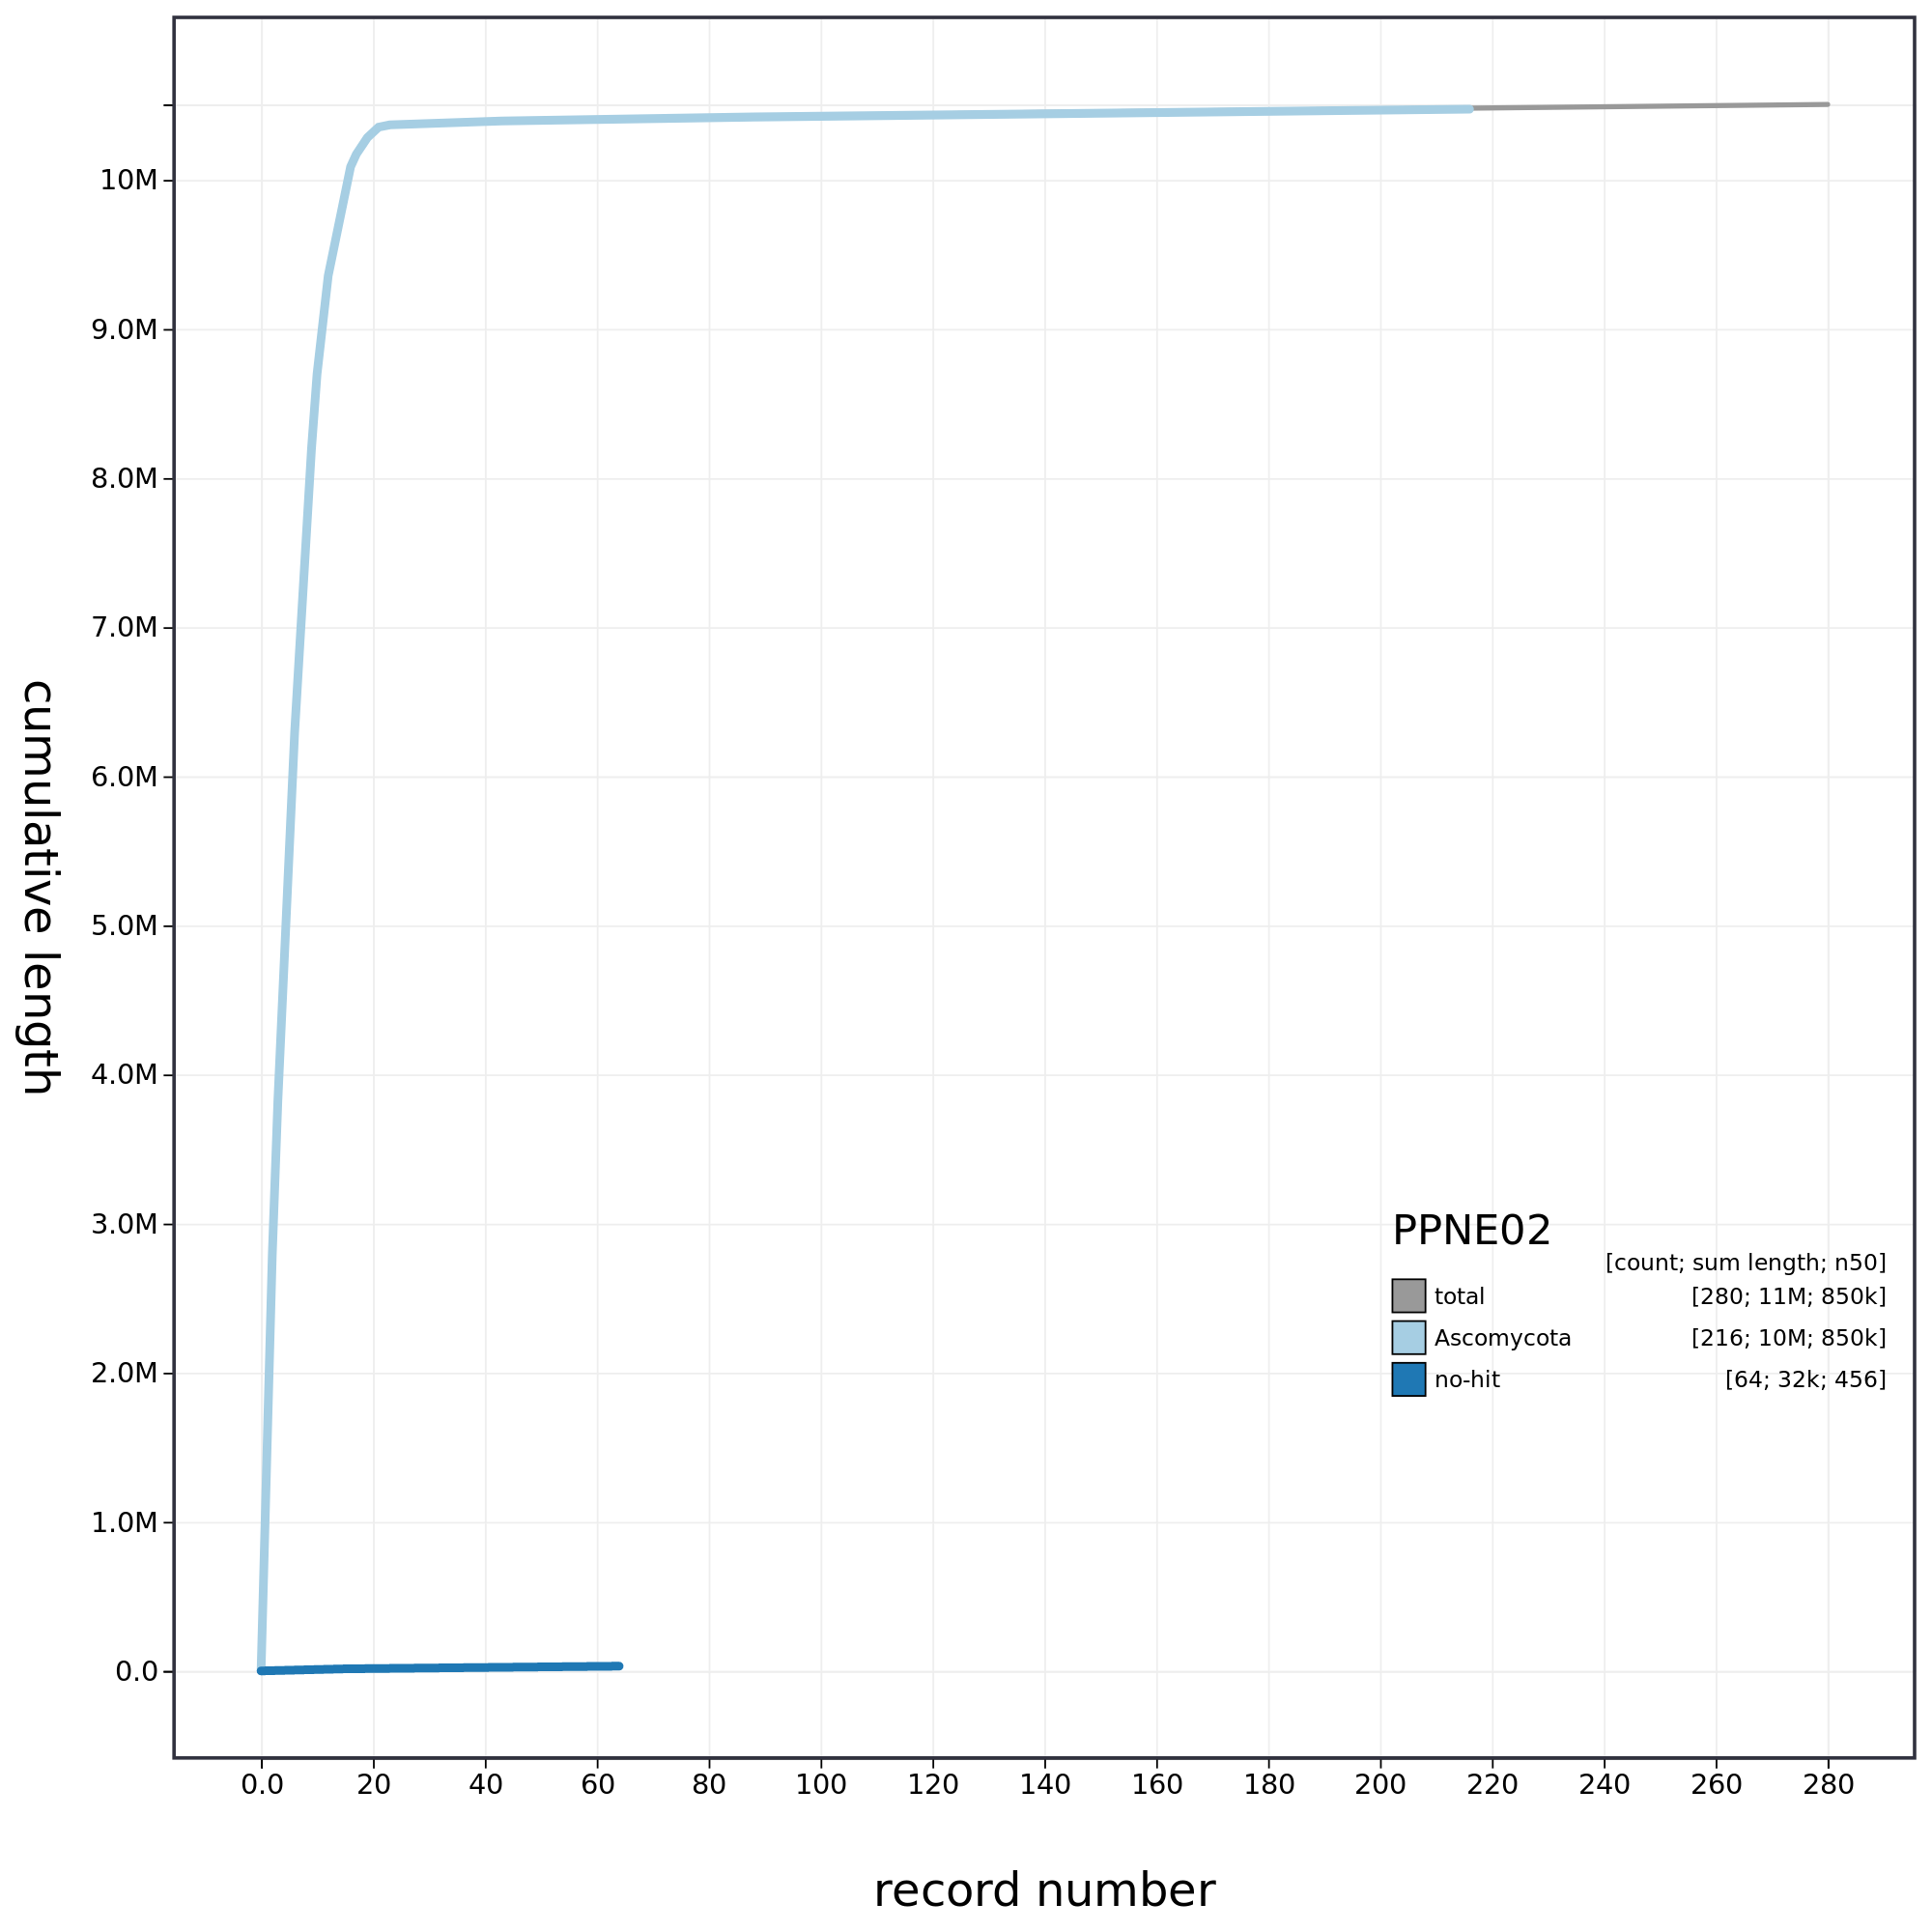 10M
9.0M
8.0M
7.0M
6.0M
5.0M
4.0M
3.0M
2.0M
1.0M
0.0
cumulative length
PPNE02
[count; sum length; n50]
total [280; 11M; 850k]
Ascomycota [216; 10M; 850k]
no-hit [64; 32k; 456]
0.0 20 40 60 80 100 120 140 160 180 200 220 240 260 280
record number